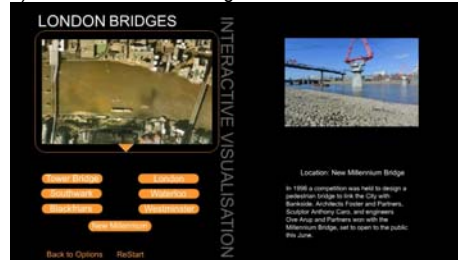 LONDON BRIDGES
INTERACTIVE VISUALISATION
Tower Bridge
London
Southwark
Waterloo
Blackfriars
Westminster
New Millennium
Back to Options
ReStart
Location: New Millennium Bridge
In 1996 a competition was held to design a
pedestrian bridge to link the City with
Bankside. Architects Foster and Partners,
Sculptor Anthony Caro, and engineers
Ove Arup and Partners won with the
Millennium Bridge, set to open to the public
this June.